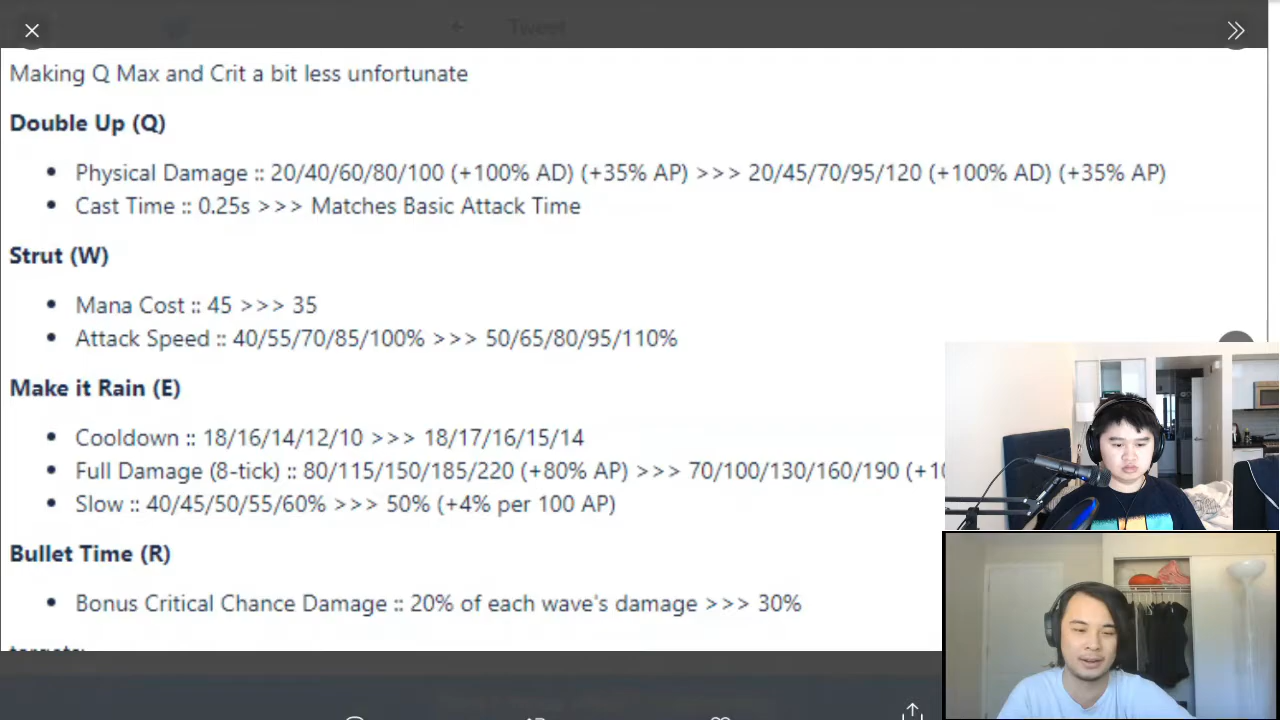 Tweet
Making Q Max and Crit a bit less unfortunate
Double Up (Q)
• Physical Damage :: 20/40/60/80/100 (+100% AD) (+35% AP) >>> 20/45/70/95/120 (+100% AD) (+35% AP)
• Cast Time :: 0.25s >>> Matches Basic Attack Time
Strut (W)
• Mana Cost :: 45 >>> 35
• Attack Speed :: 40/55/70/85/100% >>> 50/65/80/95/110%
Make it Rain (E)
• Cooldown :: 18/16/14/12/10 >>> 18/17/16/15/14
• Full Damage (8-tick) :: 80/115/150/185/220 (+80% AP) >>> 70/100/130/160/190 (+10
• Slow :: 40/45/50/55/60% >>> 50% (+4% per 100 AP)
Bullet Time (R)
• Bonus Critical Chance Damage :: 20% of each wave's damage >>> 30%